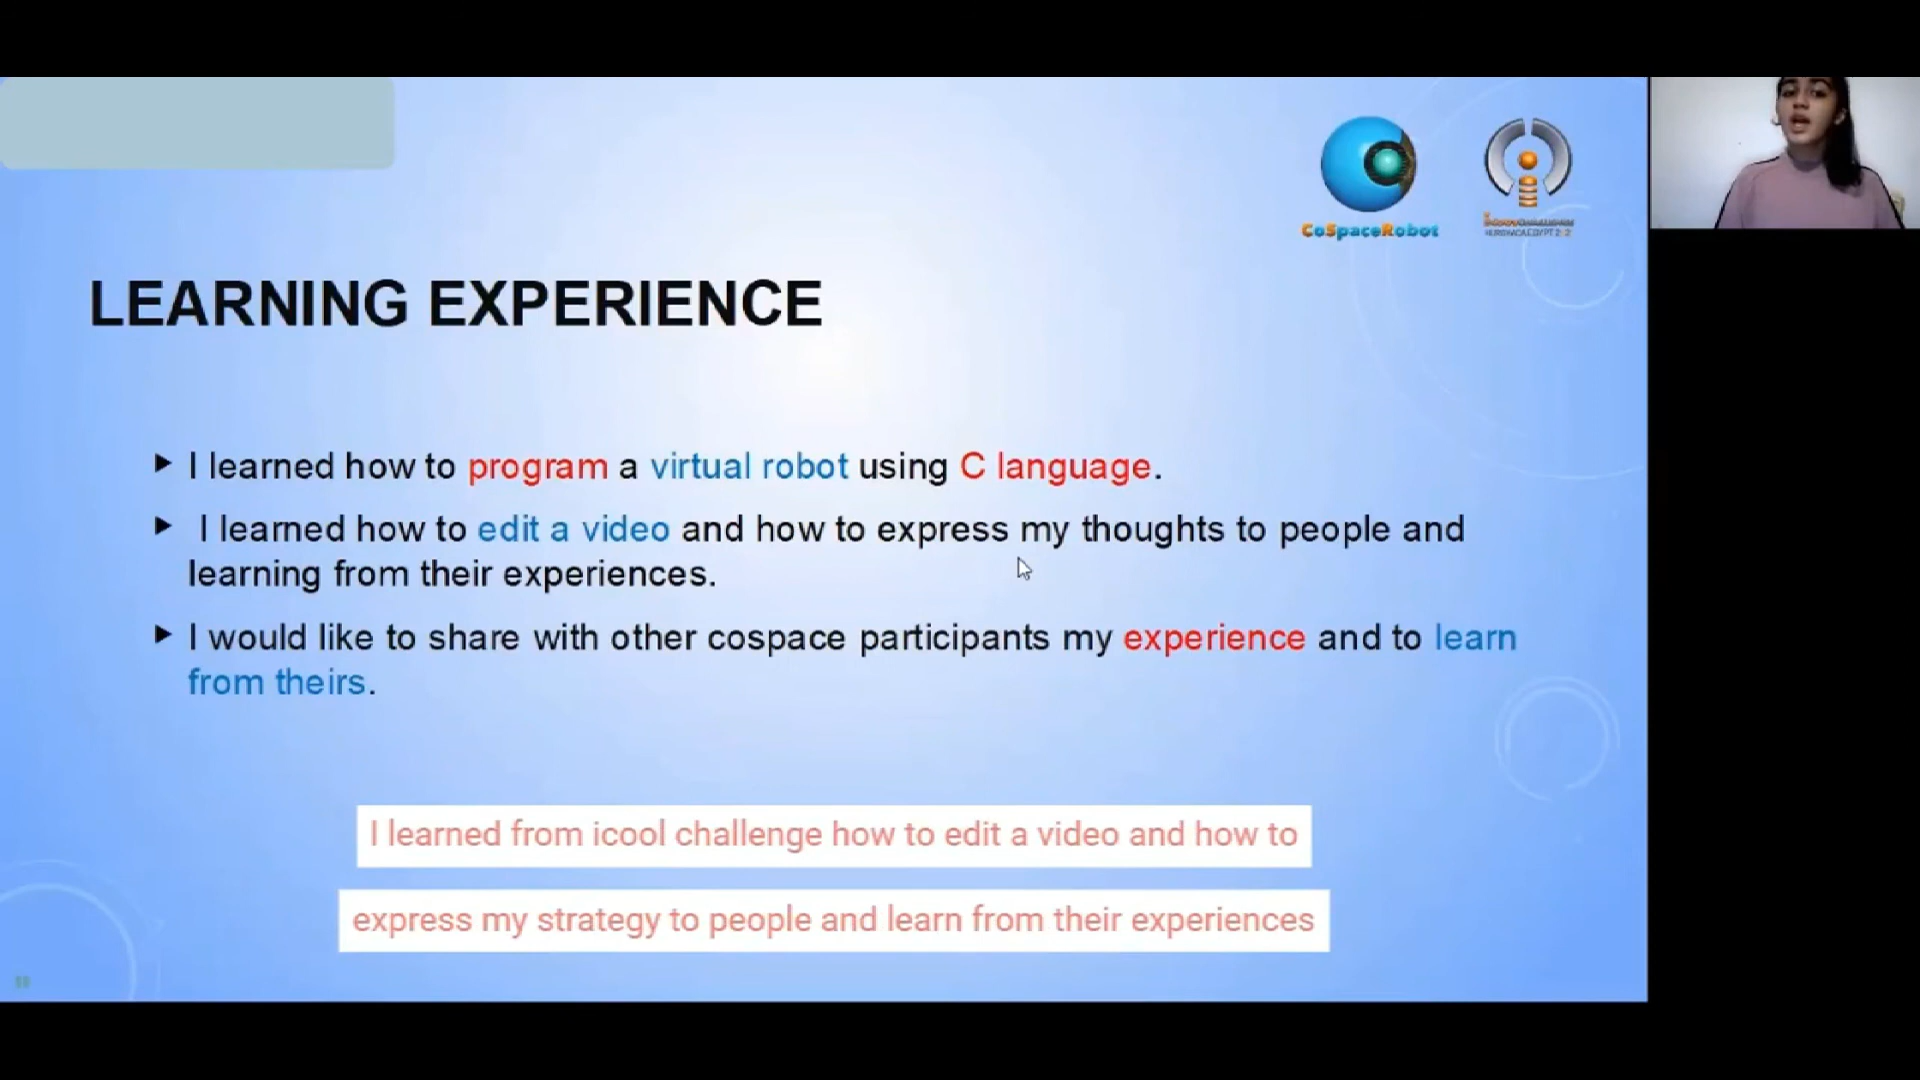 CoSpaceRobot
LEARNING EXPERIENCE
I learned how to program a virtual robot using C language.
I learned how to edit a video and how to express my thoughts to people and
learning from their experiences.
I would like to share with other cospace participants my experience and to learn
from theirs.
I learned from icool challenge how to edit a video and how to
express my strategy to people and learn from their experiences